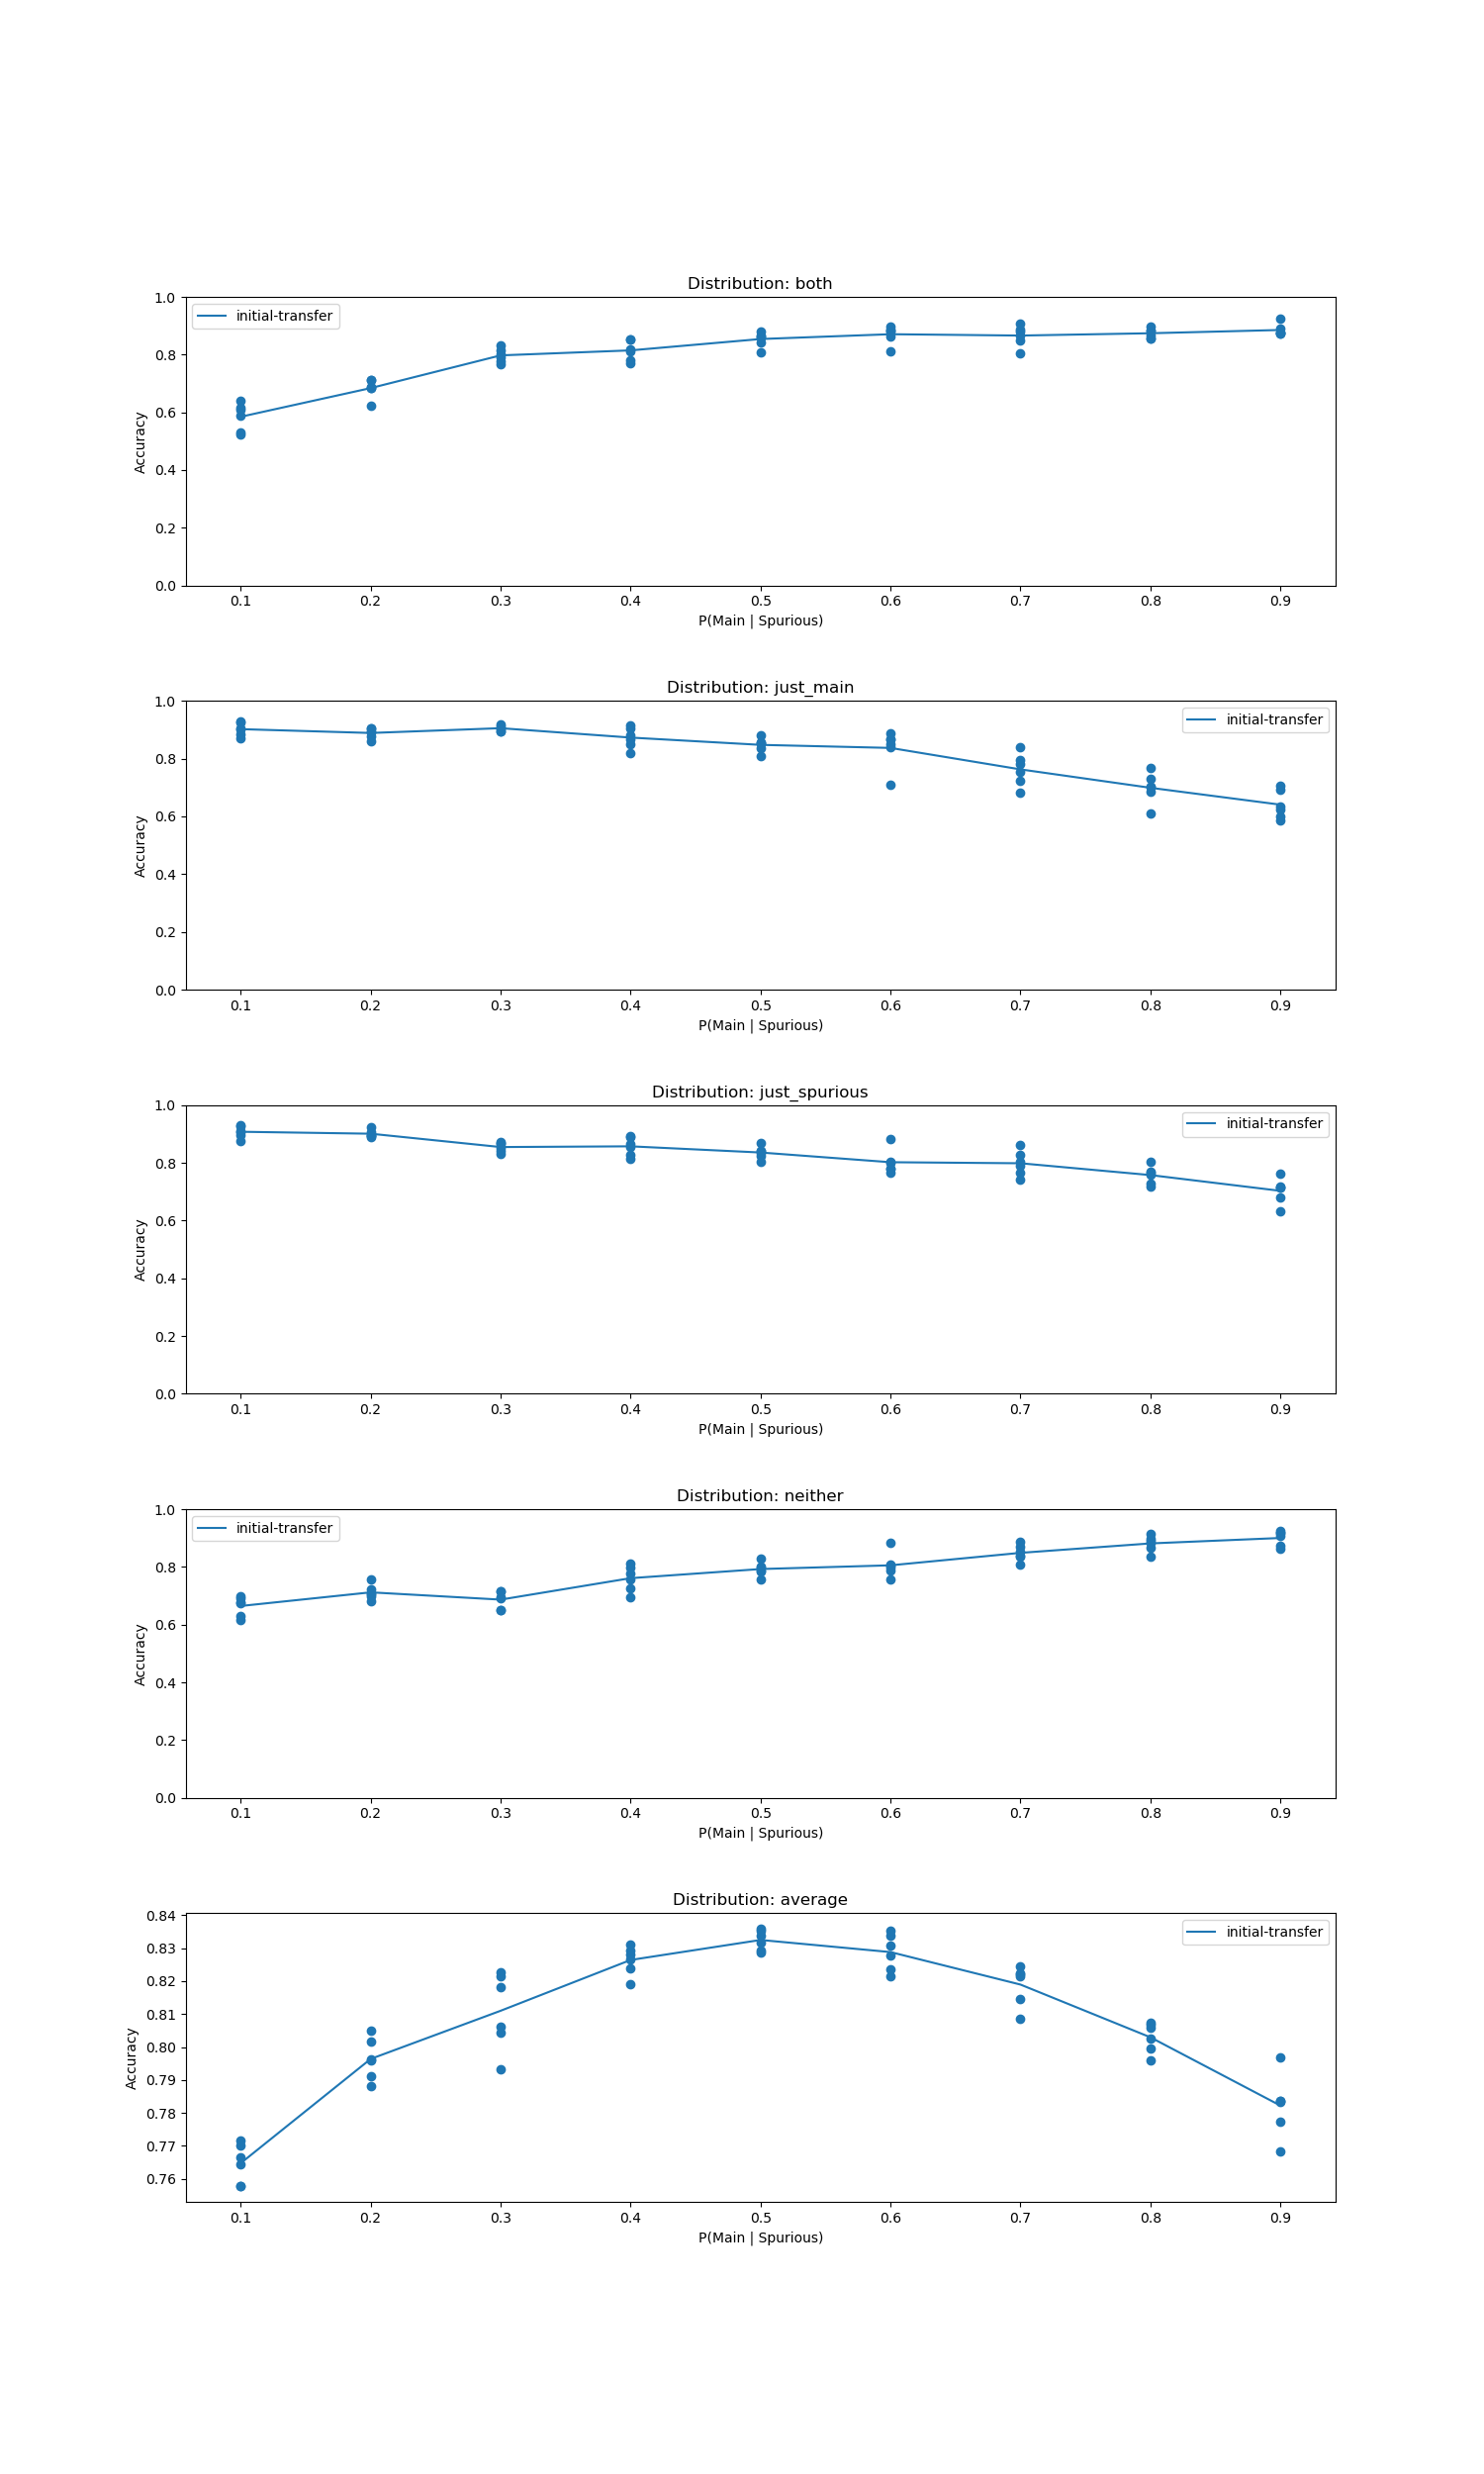 Distribution: both
1.0
0.8
0.6
0.4
0.2
0.0
Accuracy
initial-transfer
0.1 0.2 0.3 0.4 0.5 0.6 0.7 0.8 0.9
P(Main | Spurious)
Distribution: just_main
1.0
0.8
0.6
0.4
0.2
0.0
Accuracy
initial-transfer
0.1 0.2 0.3 0.4 0.5 0.6 0.7 0.8 0.9
P(Main | Spurious)
Distribution: just_spurious
1.0
0.8
0.6
0.4
0.2
0.0
Accuracy
initial-transfer
0.1 0.2 0.3 0.4 0.5 0.6 0.7 0.8 0.9
P(Main | Spurious)
Distribution: neither
1.0
0.8
0.6
0.4
0.2
0.0
Accuracy
initial-transfer
0.1 0.2 0.3 0.4 0.5 0.6 0.7 0.8 0.9
P(Main | Spurious)
Distribution: average
0.84
0.83
0.82
0.81
0.80
0.79
0.78
0.77
0.76
Accuracy
initial-transfer
0.1 0.2 0.3 0.4 0.5 0.6 0.7 0.8 0.9
P(Main | Spurious)